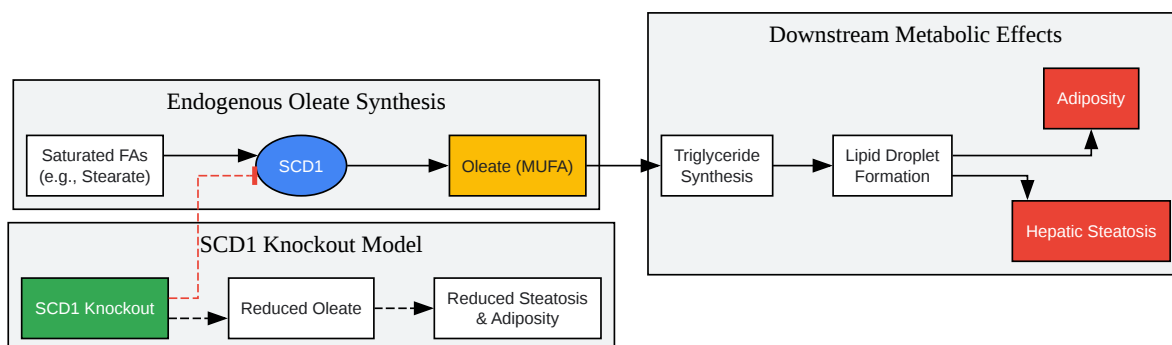 Downstream Metabolic Effects
Endogenous Oleate Synthesis
Adiposity
Saturated FAs
(e.g., Stearate)
SCD1
Oleate (MUFA)
Triglyceride
Synthesis
Lipid Droplet
Formation
Hepatic Steatosis
SCD1 Knockout Model
SCD1 Knockout
Reduced Oleate
Reduced Steatosis
& Adiposity